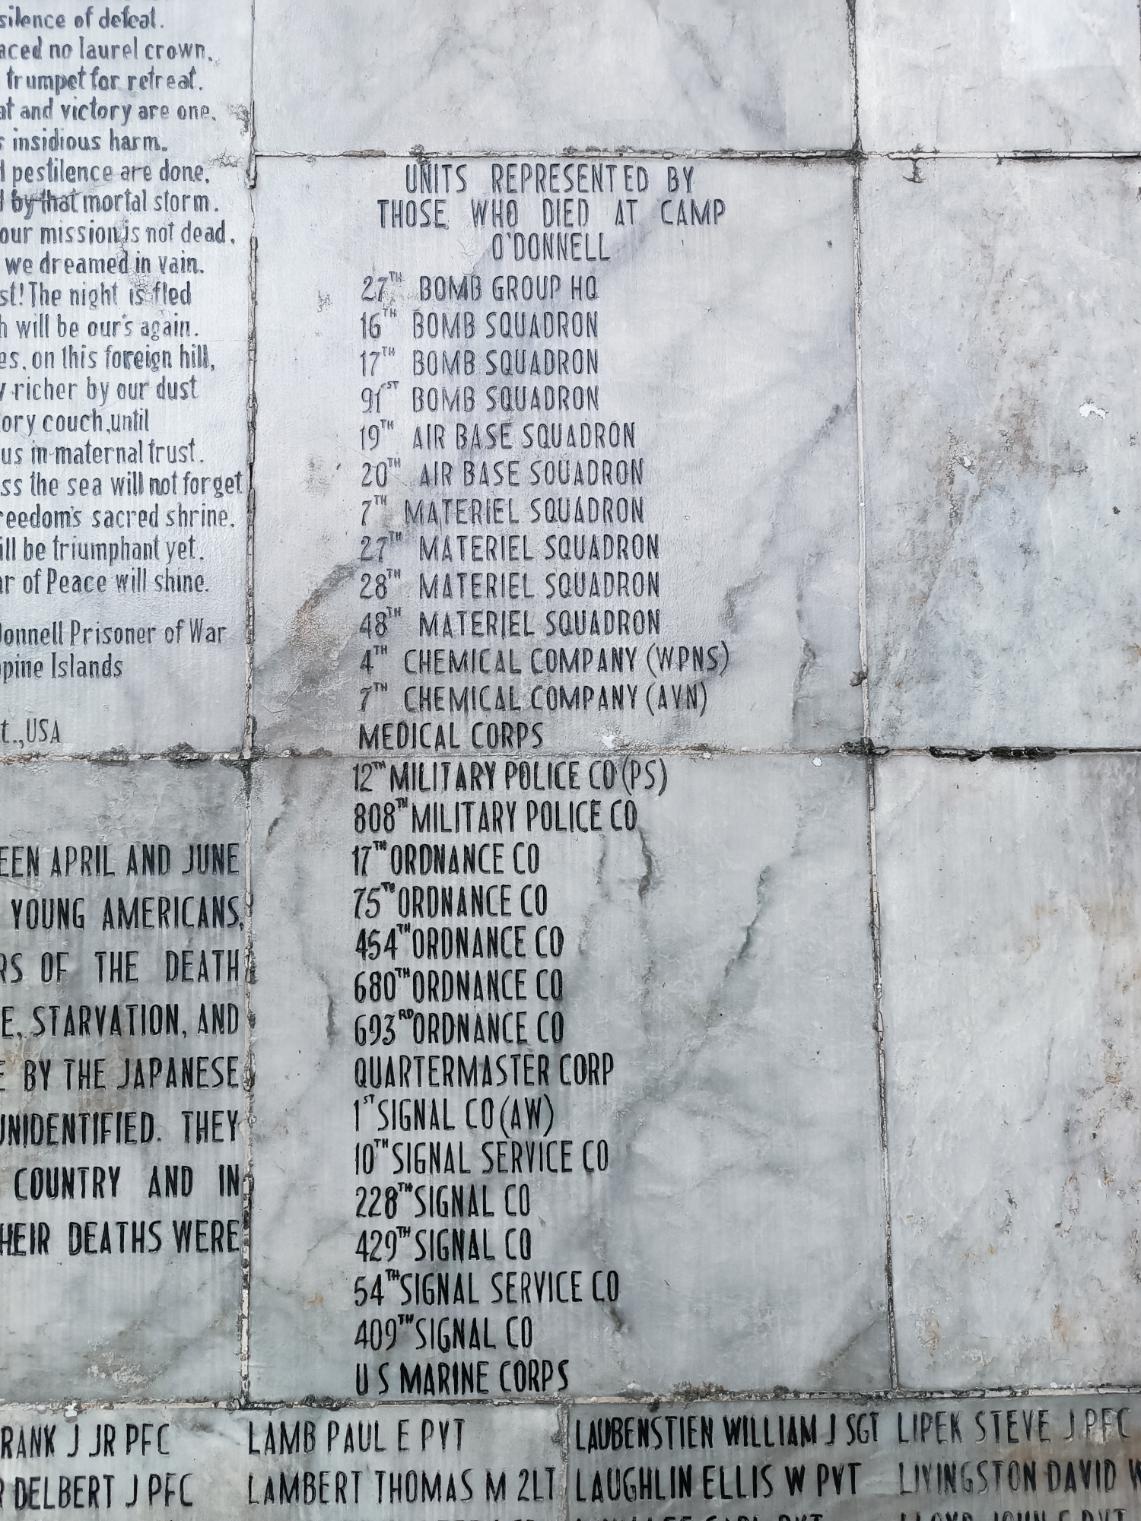 silence of defeat.
aced no laurel crown,
trumpet for retreat.
at and victory are one,
insidious harm.
pestilence are done,
by that mortal storm.
our mission is not dead,
we dreamed in vain.
st! The night is fled
h will be our's again.
es, on this foreign hill,
y richer by our dust
ory couch, until
us in maternal trust.
ss the sea will not forget
reedom's sacred shrine.
ill be triumphant yet.
ar of Peace will shine.
onnell Prisoner of War
pine Islands
t., USA
EEN APRIL AND JUNE
YOUNG AMERICANS,
RS OF THE DEATH
E, STARVATION, AND
E BY THE JAPANESE
UNIDENTIFIED. THEY
COUNTRY AND IN
HEIR DEATHS WERE
UNITS REPRESENTED BY
THOSE WHO DIED AT CAMP
O'DONNELL
27TH BOMB GROUP HQ
16TH BOMB SQUADRON
17TH BOMB SQUADRON
91ST BOMB SQUADRON
19TH AIR BASE SQUADRON
20TH AIR BASE SQUADRON
7TH MATERIEL SQUADRON
27TH MATERIEL SQUADRON
28TH MATERIEL SQUADRON
48TH MATERIEL SQUADRON
4TH CHEMICAL COMPANY (WPNS)
7TH CHEMICAL COMPANY (AVN)
MEDICAL CORPS
12TH MILITARY POLICE CO (PS)
808TH MILITARY POLICE CO
17TH ORDNANCE CO
75TH ORDNANCE CO
454TH ORDNANCE CO
680TH ORDNANCE CO
693RD ORDNANCE CO
QUARTERMASTER CORP
1ST SIGNAL CO (AW)
10TH SIGNAL SERVICE CO
228TH SIGNAL CO
429TH SIGNAL CO
54TH SIGNAL SERVICE CO
409TH SIGNAL CO
U S MARINE CORPS
RANK J JR PFC
R DELBERT J PFC
LAMB PAUL E PVT
LAMBERT THOMAS M 2LT
LAUBENSTIEN WILLIAM J SGT
LAUGHLIN ELLIS W PVT
LIPEK STEVE J PFC
LIVINGSTON DAVID W